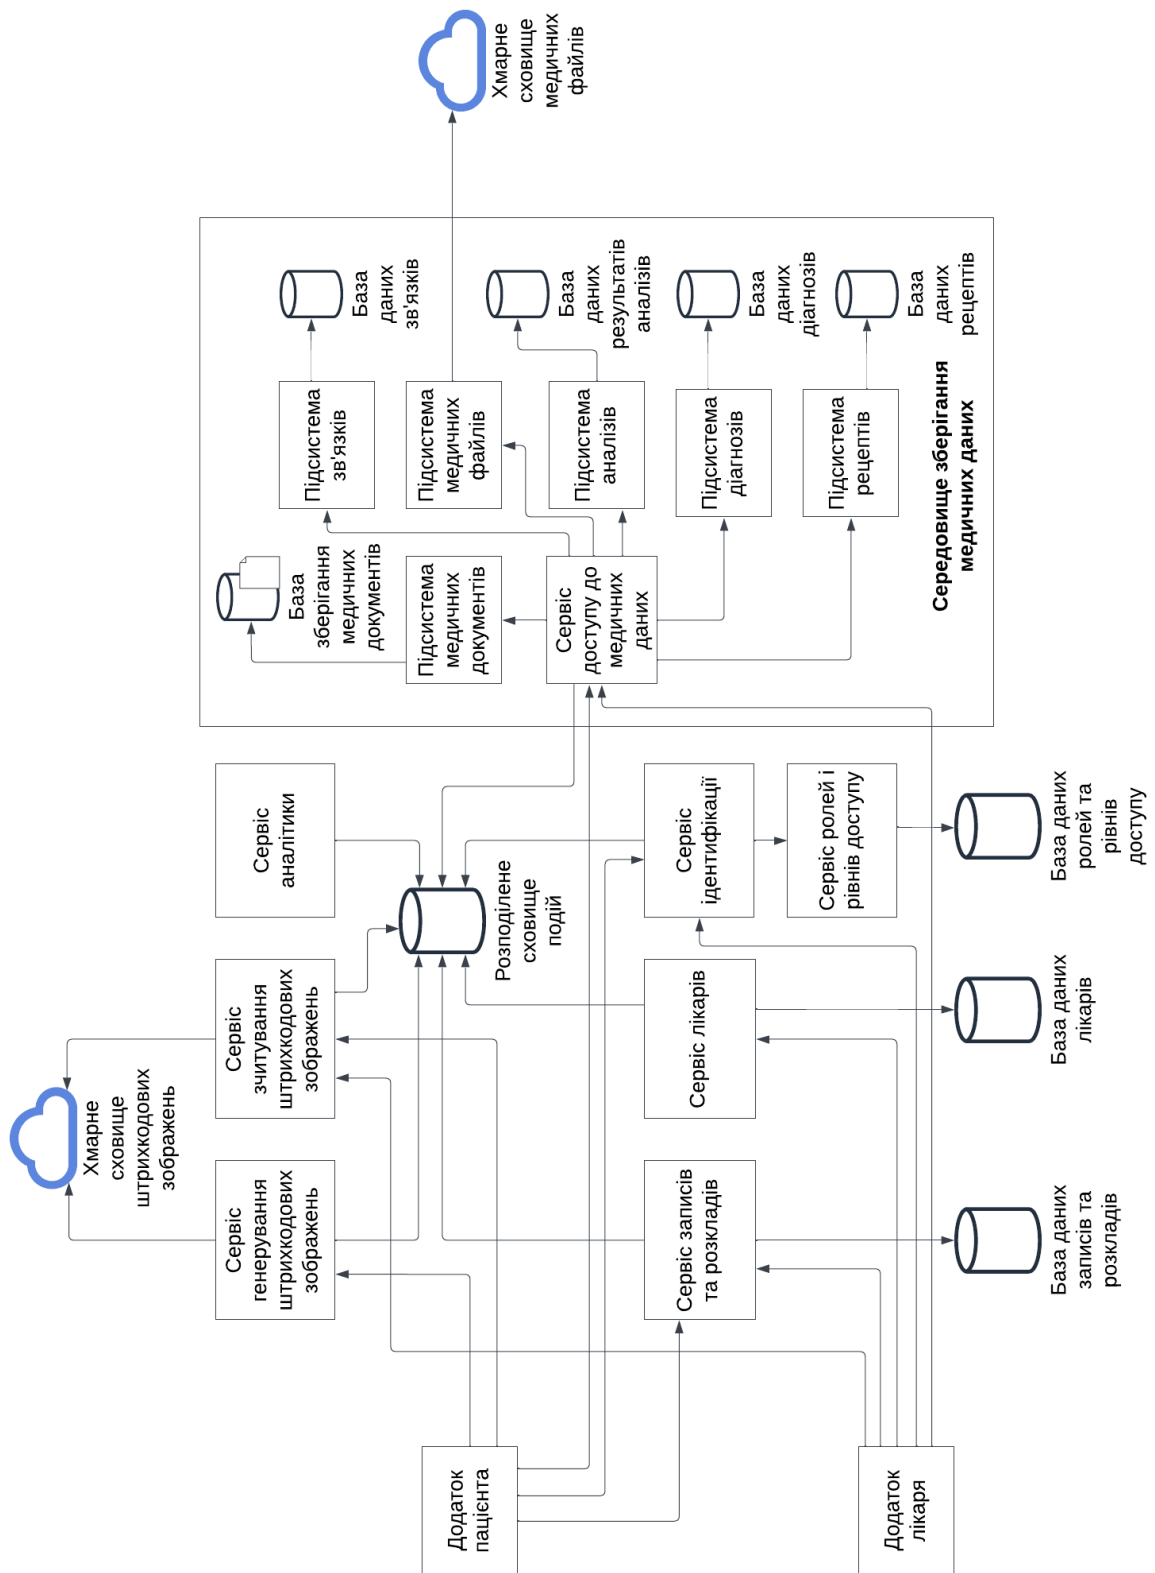 Хмарне
сховище
штрихкодових
зображень
Сервіс
генерування
штрихкодових
зображень
Сервіс
зчитування
штрихкодових
зображень
Сервіс
аналітики
Додаток
пацієнта
Розподілене
сховище
подій
Сервіс записів
та розкладів
Сервіс лікарів
Сервіс
ідентифікації
Сервіс ролей і
рівнів доступу
Додаток
лікаря
База даних
записів та
розкладів
База даних
лікарів
База даних
ролей та
рівнів
доступу
База
зберігання
медичних
документів
Підсистема
медичних
документів
Сервіс
доступу до
медичних
даних
Підсистема
зв'язків
Підсистема
медичних
файлів
Підсистема
аналізів
Підсистема
діагнозів
Підсистема
рецептів
База
даних
зв'язків
База
даних
результатів
аналізів
База
даних
діагнозів
База
даних
рецептів
Середовище зберігання
медичних даних
Хмарне
сховище
медичних
файлів